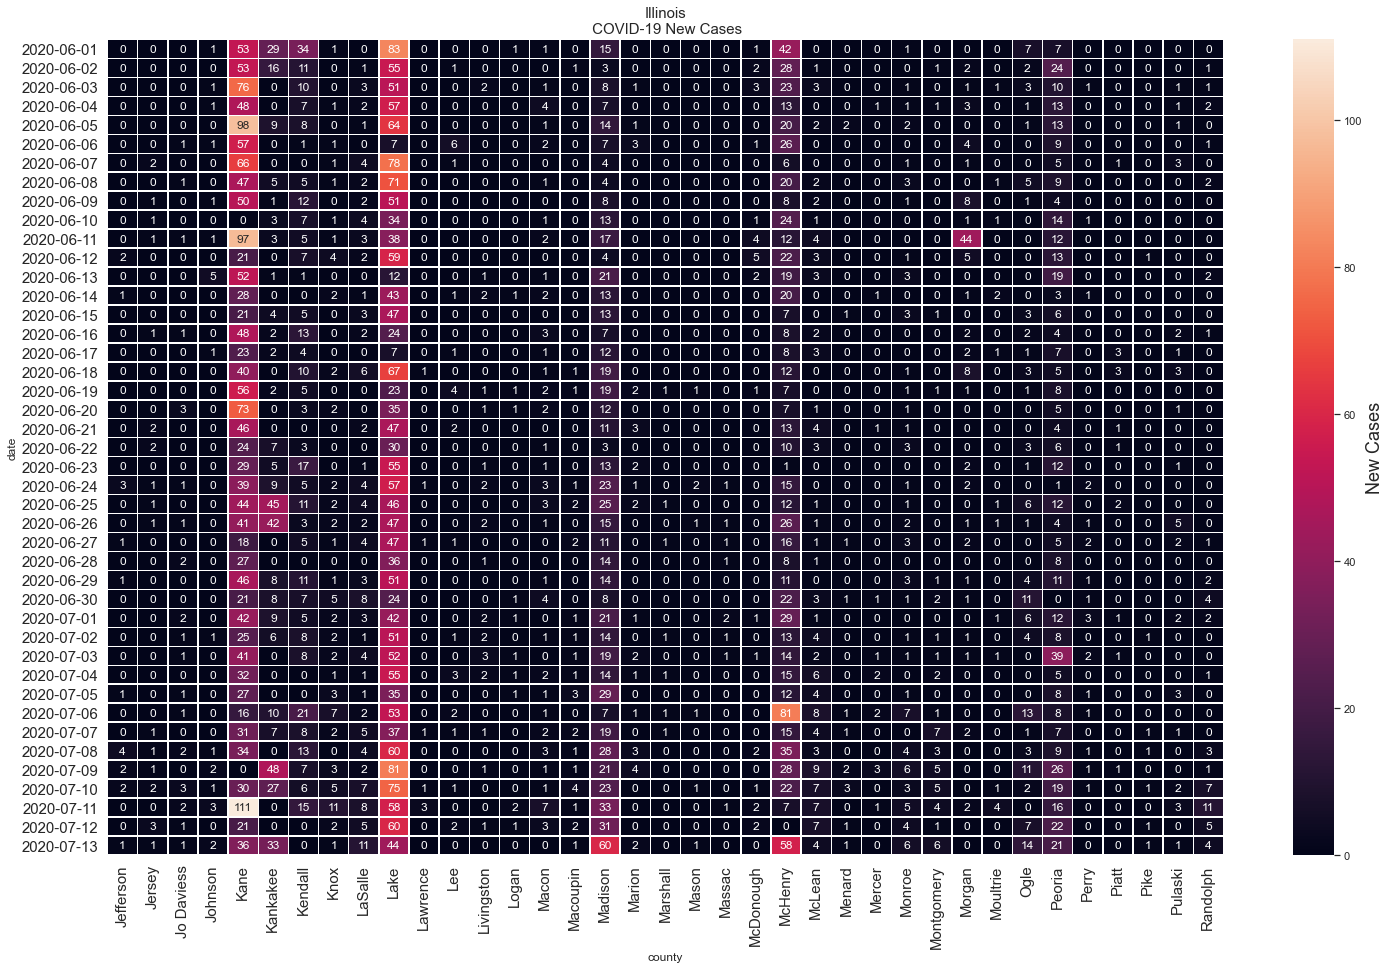 Illinois
COVID-19 New Cases
2020-06-01 0 0 0 1 53 29 34 1 0 83 0 0 0 1 1 0 15 0 0 0 0 1 42 0 0 0 1 0 0 0 7 7 0 0 0 0 0
2020-06-02 0 0 0 0 53 16 11 0 1 55 0 1 0 0 0 1 3 0 0 0 0 2 28 1 0 0 0 1 2 0 2 24 0 0 0 0 1
2020-06-03 0 0 0 1 76 0 10 0 3 51 0 0 2 0 1 0 8 1 0 0 0 3 23 3 0 0 1 0 1 1 3 10 1 0 0 1 1
2020-06-04 0 0 0 1 48 0 7 1 2 57 0 0 0 0 4 0 7 0 0 0 0 0 13 0 0 1 1 1 3 0 1 13 0 0 0 1 2
2020-06-05 0 0 0 0 98 9 8 0 1 64 0 0 0 0 1 0 14 1 0 0 0 0 20 2 2 0 2 0 0 0 1 13 0 0 0 1 0
2020-06-06 0 0 1 1 57 0 1 1 0 7 0 6 0 0 2 0 7 3 0 0 0 1 26 0 0 0 0 0 4 0 0 9 0 0 0 0 1
2020-06-07 0 2 0 0 66 0 0 1 4 78 0 1 0 0 0 0 4 0 0 0 0 0 6 0 0 0 1 0 1 0 0 5 0 1 0 3 0
2020-06-08 0 0 1 0 47 5 5 1 2 71 0 0 0 0 1 0 4 0 0 0 0 0 20 2 0 0 3 0 0 1 5 9 0 0 0 0 2
2020-06-09 0 1 0 1 50 1 12 0 2 51 0 0 0 0 0 0 8 0 0 0 0 0 8 2 0 0 1 0 8 0 1 4 0 0 0 0 0
2020-06-10 0 1 0 0 0 3 7 1 4 34 0 0 0 0 1 0 13 0 0 0 0 1 24 1 0 0 0 0 1 1 0 14 1 0 0 0 0
2020-06-11 0 1 1 1 97 3 5 1 3 38 0 0 0 0 2 0 17 0 0 0 0 4 12 4 0 0 0 0 44 0 0 12 0 0 0 0 0
2020-06-12 2 0 0 0 21 0 7 4 2 59 0 0 0 0 0 0 4 0 0 0 0 5 22 3 0 0 1 0 5 0 0 13 0 0 1 0 0
2020-06-13 0 0 0 5 52 1 1 0 0 12 0 0 1 0 1 0 21 0 0 0 0 2 19 3 0 0 3 0 0 0 0 19 0 0 0 0 2
2020-06-14 1 0 0 0 28 0 0 2 1 43 0 1 2 1 2 0 13 0 0 0 0 0 20 0 0 1 0 0 1 2 0 3 1 0 0 0 0
2020-06-15 0 0 0 0 21 4 5 0 3 47 0 0 0 0 0 0 13 0 0 0 0 0 7 0 1 0 3 1 0 0 3 6 0 0 0 0 0
2020-06-16 0 1 1 0 48 2 13 0 2 24 0 0 0 0 3 0 7 0 0 0 0 0 8 2 0 0 0 0 2 0 2 4 0 0 0 2 1
2020-06-17 0 0 0 1 23 2 4 0 0 7 0 1 0 0 1 0 12 0 0 0 0 0 8 3 0 0 0 0 2 1 1 7 0 3 0 1 0
2020-06-18 0 0 0 0 40 0 10 2 6 67 1 0 0 0 1 1 19 0 0 0 0 0 12 0 0 0 1 0 8 0 3 5 0 3 0 3 0
2020-06-19 0 0 0 0 56 2 5 0 0 23 0 4 1 1 2 1 19 2 1 1 0 1 7 0 0 0 0 1 1 0 1 8 0 0 0 0 0
2020-06-20 0 0 3 0 73 0 3 2 0 35 0 0 1 1 2 0 12 0 0 0 0 0 7 1 0 0 1 0 0 0 0 5 0 0 0 1 0
2020-06-21 0 2 0 0 46 0 0 0 2 47 0 2 0 0 0 0 11 3 0 0 0 0 13 4 0 1 1 0 0 0 0 4 0 1 0 0 0
2020-06-22 0 2 0 0 24 7 3 0 0 30 0 0 0 0 1 0 3 0 0 0 0 0 10 3 0 0 3 0 0 0 3 6 0 1 0 0 0
2020-06-23 0 0 0 0 29 5 17 0 1 55 0 0 1 0 1 0 13 2 0 0 0 0 1 0 0 0 0 0 2 0 1 12 0 0 0 1 0
2020-06-24 3 1 1 0 39 9 5 2 4 57 1 0 2 0 3 1 23 1 0 2 1 0 15 0 0 0 1 0 2 0 0 1 2 0 0 0 0
2020-06-25 0 1 0 0 44 45 11 2 4 46 0 0 0 0 3 2 25 2 1 0 0 0 12 1 0 0 1 0 0 1 6 12 0 2 0 0 0
2020-06-26 0 1 1 0 41 42 3 2 2 47 0 0 2 0 1 0 15 0 0 1 1 0 26 1 0 0 2 0 1 1 1 4 1 0 0 5 0
2020-06-27 1 0 0 0 18 0 5 1 4 47 1 1 0 0 0 2 11 0 1 0 0 1 16 1 1 0 3 0 2 0 0 5 2 0 0 2 1
2020-06-28 0 0 2 0 27 0 0 0 0 36 0 0 1 0 0 0 14 0 0 0 1 0 8 1 0 0 0 0 0 0 0 8 0 0 0 0 0
2020-06-29 1 0 0 0 46 8 11 1 3 51 0 0 0 0 1 0 14 0 0 0 0 0 11 0 0 0 3 1 1 0 4 11 1 0 0 0 2
2020-06-30 0 0 0 0 21 8 7 5 8 24 0 0 0 1 4 0 8 0 0 0 0 0 22 3 1 1 1 2 1 0 11 0 1 0 0 0 4
2020-07-01 0 0 2 0 42 9 5 2 3 42 0 0 2 1 0 1 21 1 0 0 2 1 29 1 0 0 0 0 0 1 6 12 3 1 0 2 2
2020-07-02 0 0 1 1 25 6 8 2 1 51 0 1 2 0 1 1 14 0 1 0 0 1 13 4 0 0 1 1 1 0 4 8 0 0 1 0 0
2020-07-03 0 0 1 0 41 0 8 2 4 52 0 0 3 1 0 1 19 2 0 0 1 1 14 2 0 1 1 1 1 1 0 39 2 1 0 0 0
2020-07-04 0 0 0 0 32 0 0 1 1 55 0 3 2 1 2 1 14 1 1 0 0 0 15 6 0 2 0 2 0 0 0 5 0 0 0 0 1
2020-07-05 1 0 1 0 27 0 0 3 1 35 0 0 0 1 1 3 29 0 0 0 0 0 12 4 0 0 1 0 0 0 0 8 1 0 0 3 0
2020-07-06 0 0 1 0 16 10 21 7 2 53 0 2 0 0 1 0 7 1 1 1 0 0 81 8 1 2 7 1 0 0 13 8 1 0 0 0 0
2020-07-07 0 1 0 0 31 7 8 2 5 37 1 1 1 0 2 2 19 0 1 0 0 0 15 4 1 0 0 7 2 0 1 7 0 0 1 1 0
2020-07-08 4 1 2 1 34 0 13 0 4 60 0 0 0 0 3 1 28 3 0 0 0 2 35 3 0 0 4 3 0 0 3 9 1 0 1 0 3
2020-07-09 2 1 0 2 0 48 7 3 2 81 0 0 1 0 1 1 21 4 0 0 0 0 28 9 2 3 6 5 0 0 11 26 1 0 0 0 1
2020-07-10 2 2 3 1 30 27 6 5 7 75 1 1 0 0 1 4 23 0 0 1 0 1 22 7 3 0 3 5 0 1 2 19 1 0 1 2 7
2020-07-11 0 0 2 3 111 0 15 11 8 58 3 0 0 2 7 1 33 0 0 0 1 2 7 7 0 1 5 4 2 4 0 16 0 0 0 3 11
2020-07-12 0 3 1 0 21 0 0 2 5 60 0 2 1 1 3 2 31 0 0 0 0 2 0 7 1 0 4 1 0 0 7 22 0 0 1 0 5
2020-07-13 1 1 1 2 36 33 0 1 11 44 0 0 0 0 0 1 60 2 0 1 0 0 58 4 1 0 6 6 0 0 14 21 0 0 1 1 4
Jefferson Jersey Jo Daviess Johnson Kane Kankakee Kendall Knox LaSalle Lake Lawrence Lee Livingston Logan Macon Macoupin Madison Marion Marshall Mason Massac McDonough McHenry McLean Menard Mercer Monroe Montgomery Morgan Moultrie Ogle Peoria Perry Piatt Pike Pulaski Randolph
date
county
100
80
60
40
20
0
New Cases